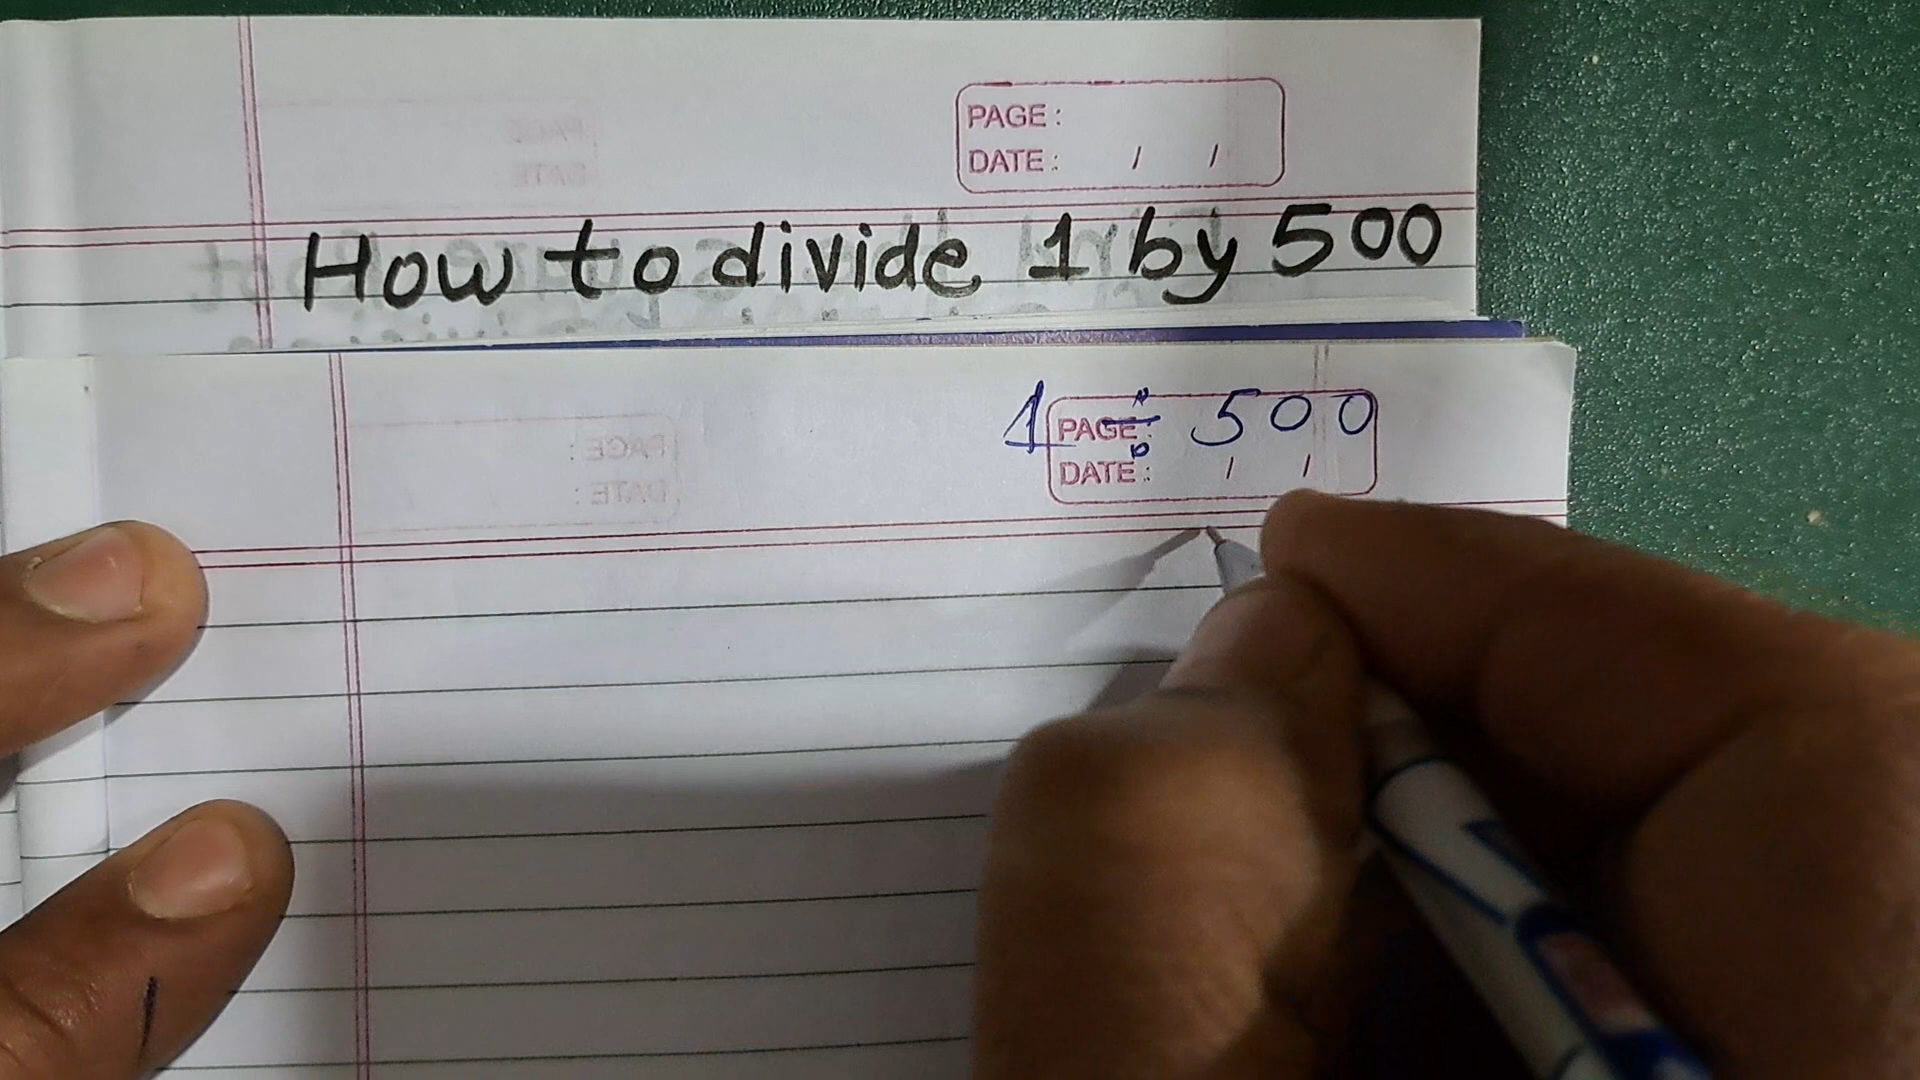 PAGE :
DATE : / /
How to divide 1 by 500
1 ÷ 500
PAGE :
DATE : / /